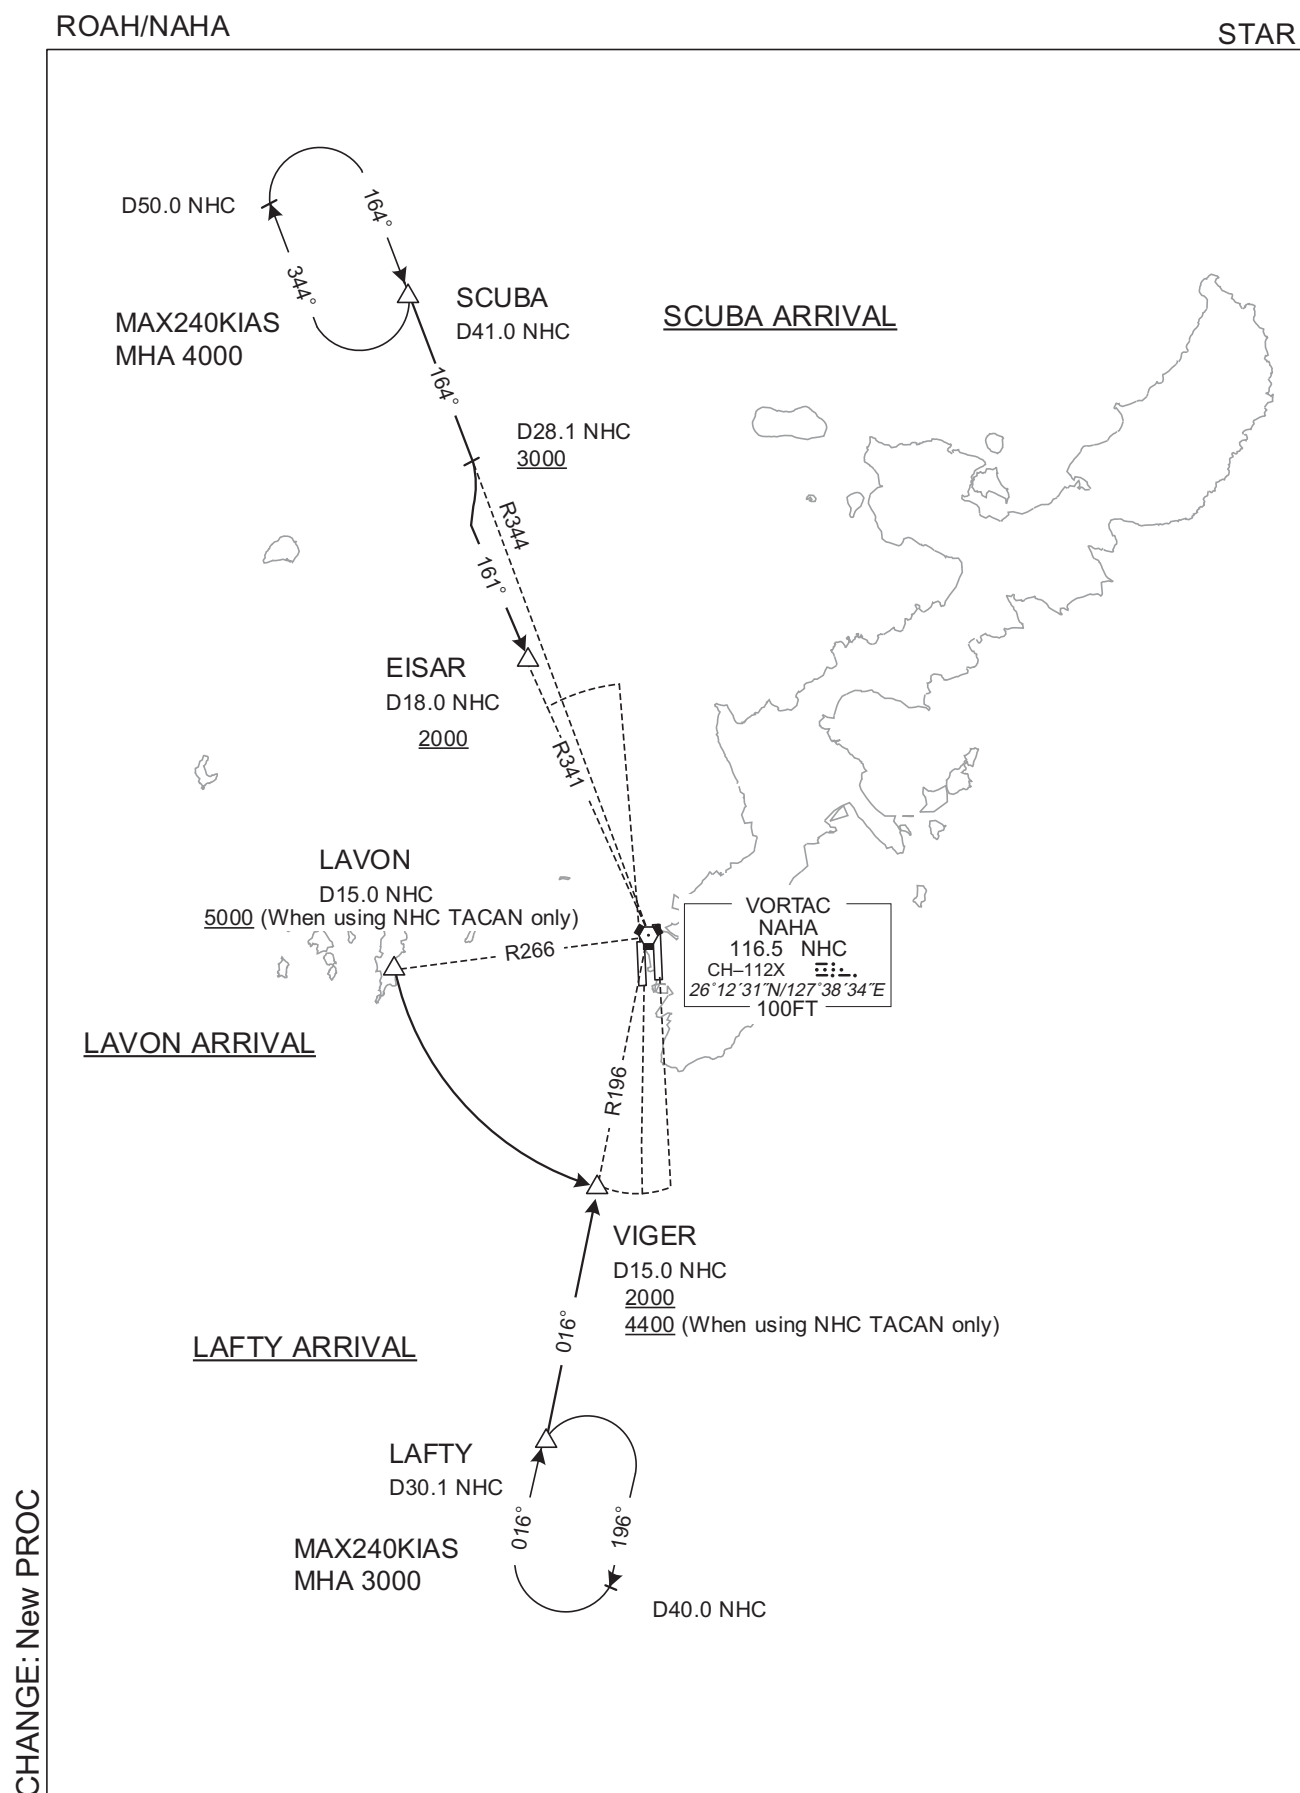 ROAH/NAHA
STAR
D50.0 NHC
164°
344°
MAX240KIAS
MHA 4000
SCUBA
D41.0 NHC
SCUBA ARRIVAL
164°
D28.1 NHC
3000
R344
161°
EISAR
D18.0 NHC
2000
R341
LAVON
D15.0 NHC
5000 (When using NHC TACAN only)
R266
VORTAC
NAHA
116.5 NHC
CH–112X
26°12′31″N/127°38′34″E
100FT
LAVON ARRIVAL
R196
VIGER
D15.0 NHC
2000
4400 (When using NHC TACAN only)
016°
LAFTY ARRIVAL
LAFTY
D30.1 NHC
016°
196°
MAX240KIAS
MHA 3000
D40.0 NHC
CHANGE: New PROC